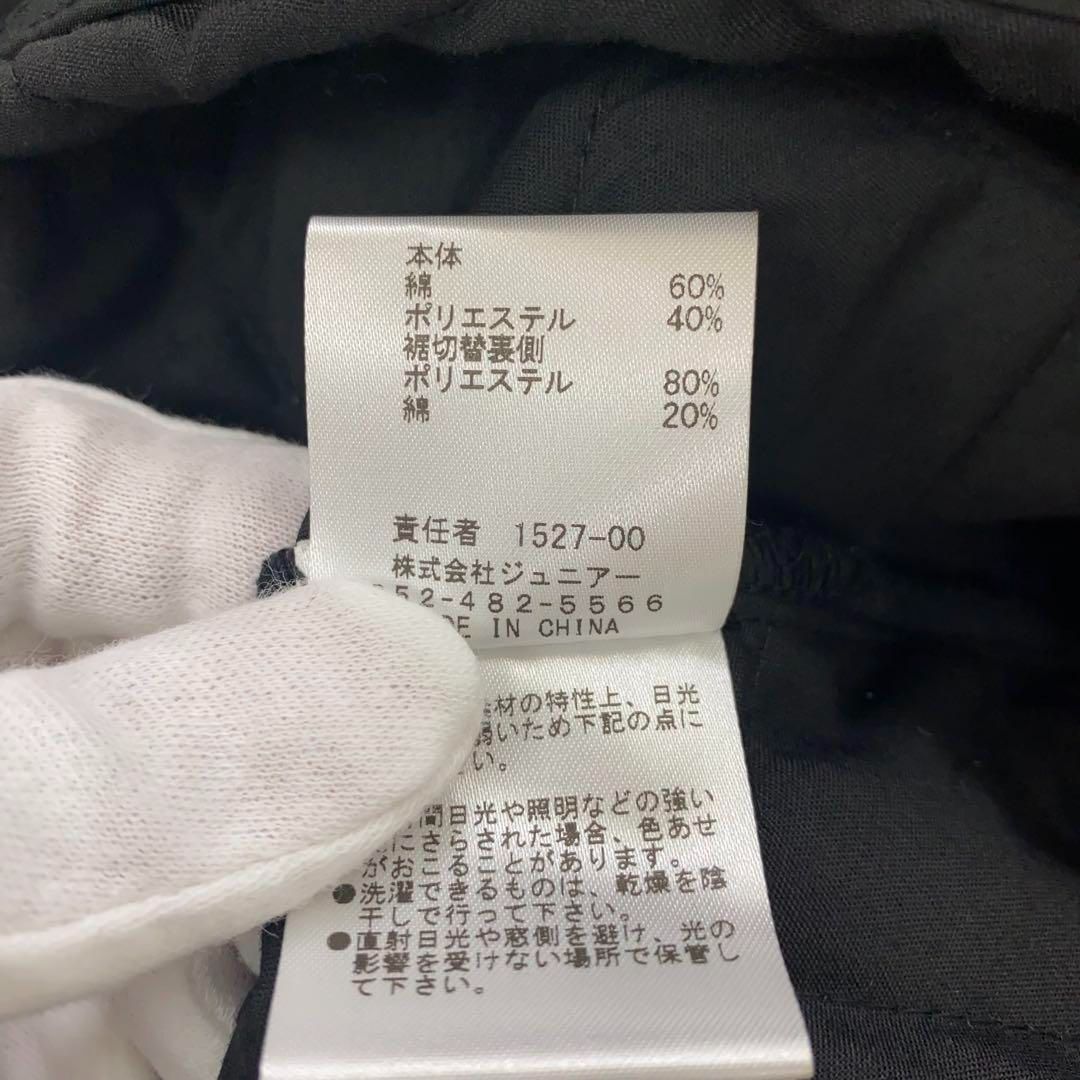 本体
綿 60%
ポリエステル 40%
裾切替裏側
ポリエステル 80%
綿 20%
責任者 1527-00
株式会社ジュニアー
52-482-5566
DE IN CHINA
材の特性上、日光
弱いため下記の点に
い。
間日光や照明などの強い
にさらされた場合、色あせ
がおこることがあります。
●洗濯できるものは、乾燥を陰
干しで行って下さい。
●直射日光や窓側を避け、光の
影響を受けない場所で保管し
て下さい。